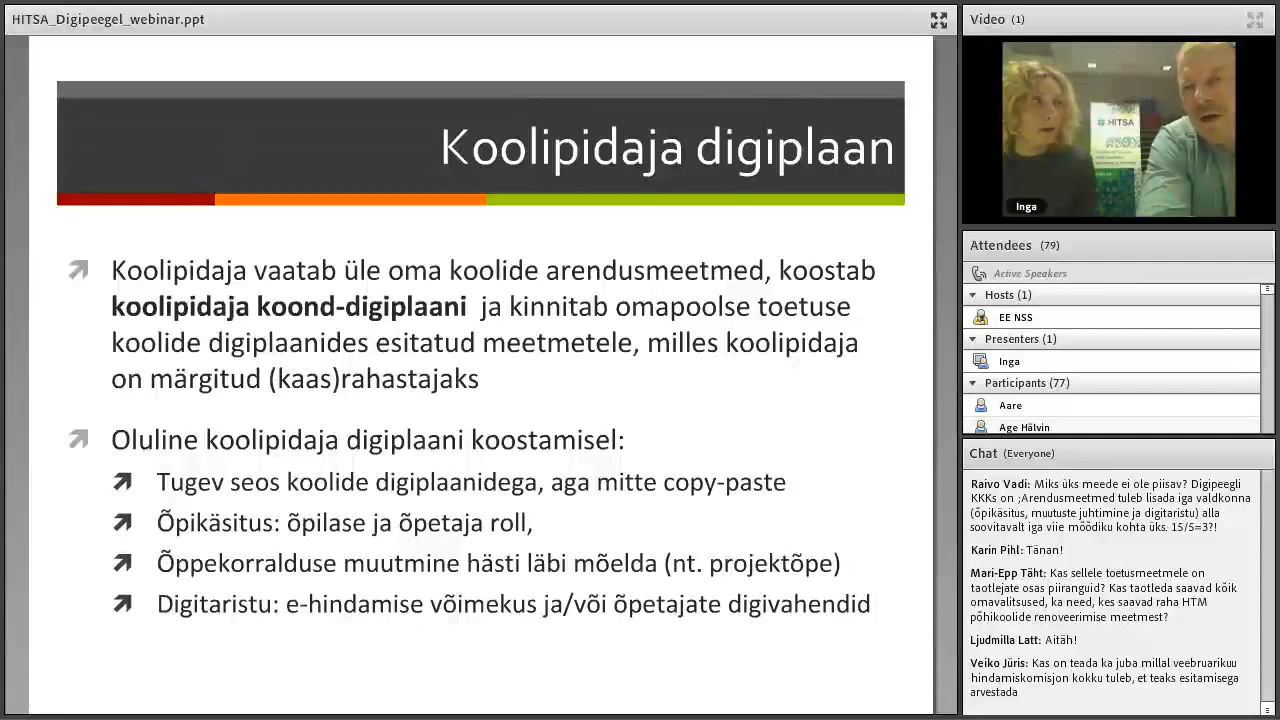 HITSA_Digipeegel_webinar.ppt
Koolipidaja digiplaan
Koolipidaja vaatab üle oma koolide arendusmeetmed, koostab
koolipidaja koond-digiplaani ja kinnitab omapoolse toetuse
koolide digiplaanides esitatud meetmetele, milles koolipidaja
on märgitud (kaas)rahastajaks
Oluline koolipidaja digiplaani koostamisel:
Tugev seos koolide digiplaanidega, aga mitte copy-paste
Õpikäsitus: õpilase ja õpetaja roll,
Õppekorralduse muutmine hästi läbi mõelda (nt. projektõpe)
Digitaristu: e-hindamise võimekus ja/või õpetajate digivahendid
Video (1)
HITSA
Inga
Attendees (79)
Active Speakers
Hosts (1)
EE NSS
Presenters (1)
Inga
Participants (77)
Aare
Age Hälvin
Chat (Everyone)
Raivo Vadi: Miks üks meede ei ole piisav? Digipeegli
KKKs on ;Arendusmeetmed tuleb lisada iga valdkonna
(õpikäsitus, muutuste juhtimine ja digitaristu) alla
soovitavalt iga viie mõõdiku kohta üks. 15/5=3?!
Karin Pihl: Tänan!
Mari-Epp Täht: Kas sellele toetusmeetmele on
taotlejate osas piiranguid? Kas taotleda saavad kõik
omavalitsused, ka need, kes saavad raha HTM
põhikoolide renoveerimise meetmest?
Ljudmilla Latt: Aitäh!
Veiko Jüris: Kas on teada ka juba millal veebruarikuu
hindamiskomisjon kokku tuleb, et teaks esitamisega
arvestada